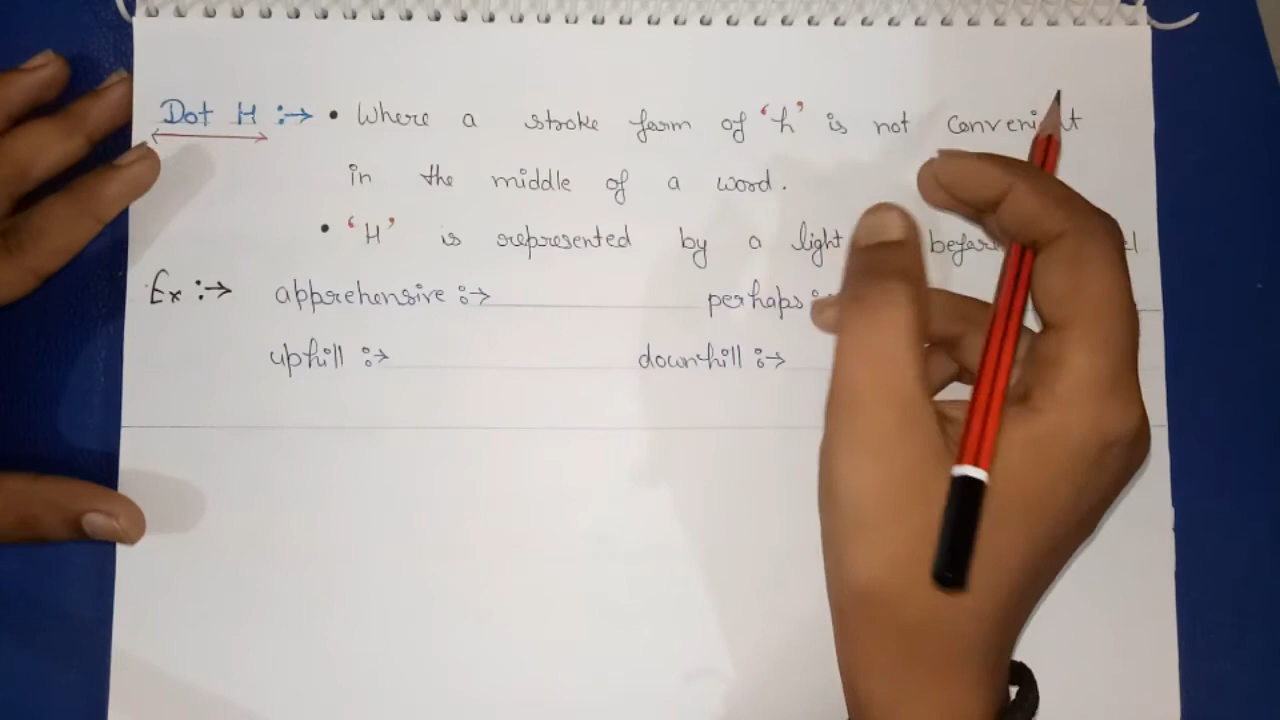 Dot H :→ • Where a stroke form of 'h' is not convenient
in the middle of a word.
• 'H' is represented by a light
Ex :→ apprehensive :→ perhaps :
uphill :→ downhill :→